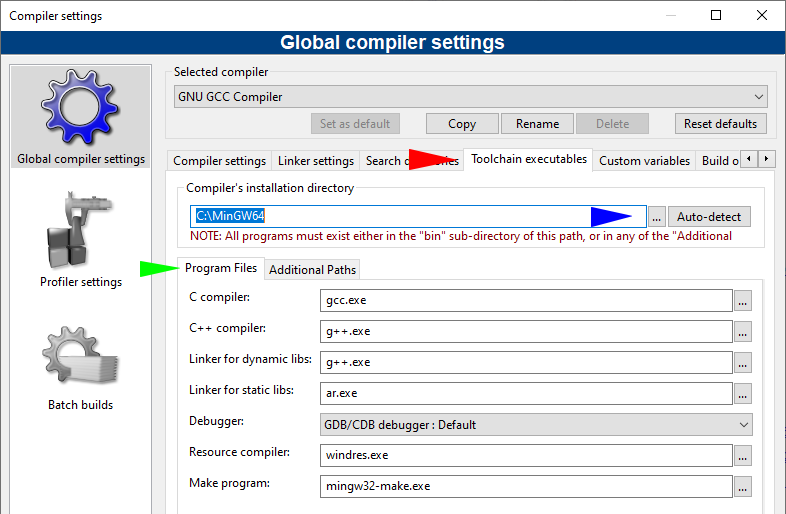 Compiler settings
Global compiler settings
Global compiler settings
Profiler settings
Batch builds
Selected compiler
GNU GCC Compiler
Set as default Copy Rename Delete Reset defaults
Compiler settings Linker settings Search Toolchain executables Custom variables Build o
Compiler's installation directory
C:\MinGW64 ... Auto-detect
NOTE: All programs must exist either in the "bin" sub-directory of this path, or in any of the "Additional
Program Files Additional Paths
C compiler: gcc.exe ...
C++ compiler: g++.exe ...
Linker for dynamic libs: g++.exe ...
Linker for static libs: ar.exe ...
Debugger: GDB/CDB debugger : Default
Resource compiler: windres.exe ...
Make program: mingw32-make.exe ...